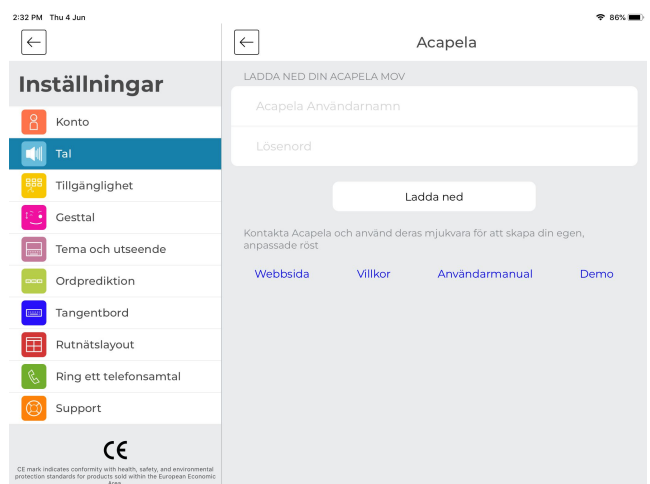 2:32 PM Thu 4 Jun
86%
Acapela
Inställningar
Konto
Tal
Tillgänglighet
Gesttal
Tema och utseende
Ordprediktion
Tangentbord
Rutnätslayout
Ring ett telefonsamtal
Support
CE
CE mark indicates conformity with health, safety, and environmental
protection standards for products sold within the European Economic
Area
LADDA NED DIN ACAPELA MOV
Acapela Användarnamn
Lösenord
Ladda ned
Kontakta Acapela och använd deras mjukvara för att skapa din egen,
anpassade röst
Webbsida Villkor Användarmanual Demo